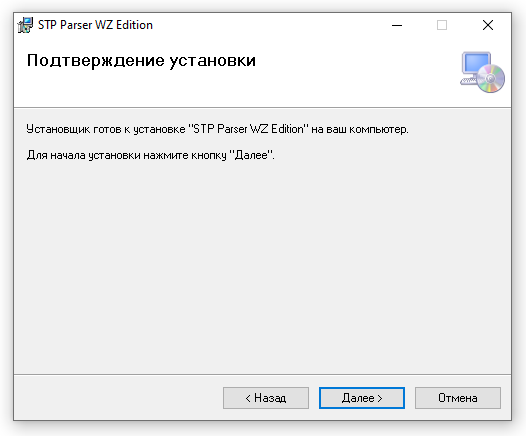 STP Parser WZ Edition
Подтверждение установки
Установщик готов к установке "STP Parser WZ Edition" на ваш компьютер.
Для начала установки нажмите кнопку "Далее".
< Назад
Далее >
Отмена